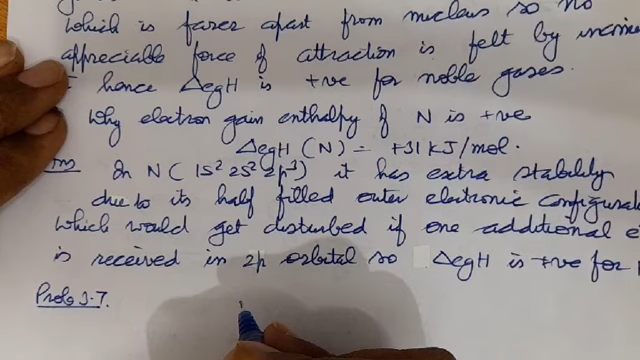 which is farer apart from nucleus so no
appreciable force of attraction is felt by
hence ΔegH is +ve for noble gases.
Why electron gain enthalpy of N is +ve
ΔegH (N) = +31 kJ/mol.
In N (1s² 2s² 2p³) it has extra stability
due to its half filled outer electronic
which would get disturbed if one additional
is received in 2p orbital so ΔegH is +ve for
Prob 3.7.